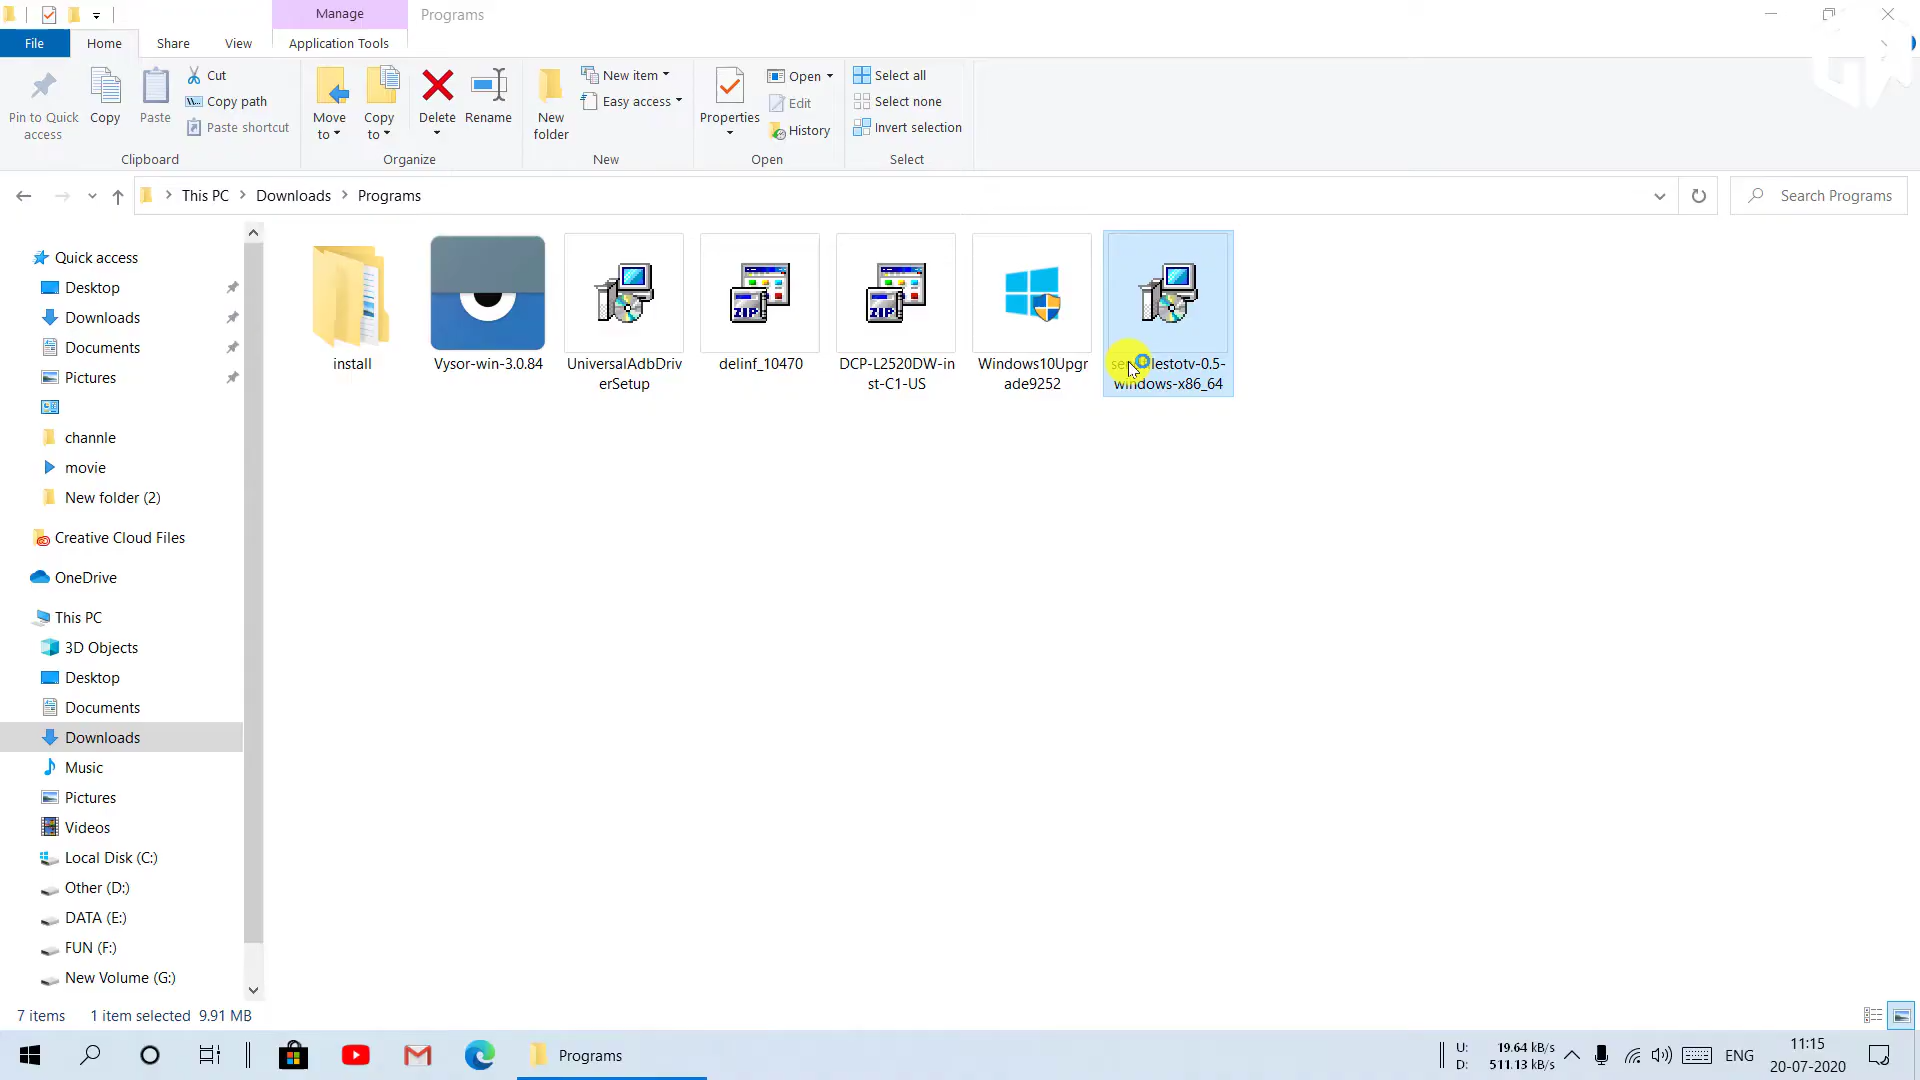 Manage
Programs
File
Home
Share
View
Application Tools
Pin to Quick access
Copy
Paste
Cut
Copy path
Paste shortcut
Clipboard
Move to
Copy to
Delete
Rename
Organize
New folder
New item
Easy access
New
Properties
Open
Edit
History
Open
Select all
Select none
Invert selection
Select
This PC
Downloads
Programs
Search Programs
Quick access
Desktop
Downloads
Documents
Pictures
channle
movie
New folder (2)
Creative Cloud Files
OneDrive
This PC
3D Objects
Desktop
Documents
Downloads
Music
Pictures
Videos
Local Disk (C:)
Other (D:)
DATA (E:)
FUN (F:)
New Volume (G:)
install
Vysor-win-3.0.84
UniversalAdbDriv
erSetup
ZIP
delinf_10470
ZIP
DCP-L2520DW-in
st-C1-US
Windows10Upgr
ade9252
lestotv-0.5-
windows-x86_64
7 items
1 item selected 9.91 MB
Programs
U: 19.64 kB/s
D: 511.13 kB/s
ENG
11:15
20-07-2020